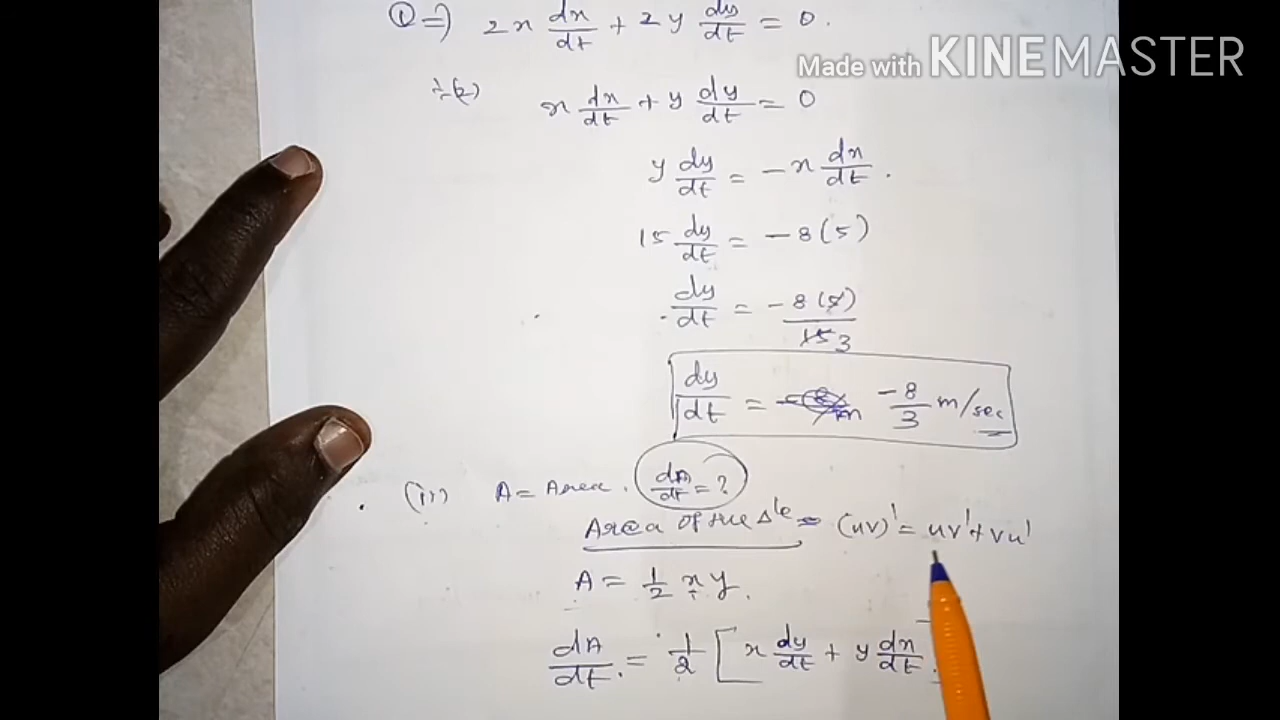 ① ⇒ 2x dx/dt + 2y dy/dt = 0.
Made with KINEMASTER
÷(2) x dx/dt + y dy/dt = 0
y dy/dt = -x dx/dt.
15 dy/dt = -8(5)
dy/dt = -8(5)/15 3
dy/dt = -8/3 m/sec
(ii) A = Area. dA/dt = ?
Area of the Δle (uv)' = uv' + vu'
A = 1/2 xy.
dA/dt = 1/2 [x dy/dt + y dx/dt